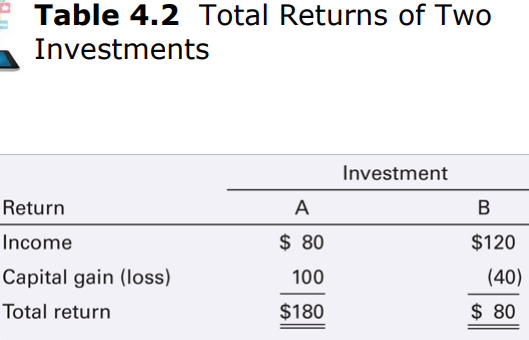 Table 4.2 Total Returns of Two
Investments
Investment
Return A B
Income $ 80 $120
Capital gain (loss) 100 (40)
Total return $180 $ 80